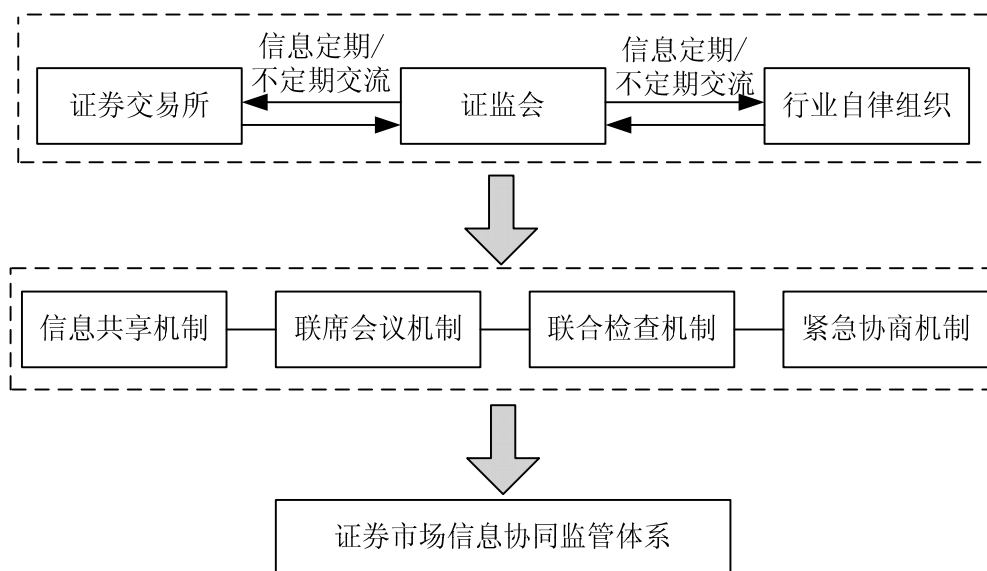 信息定期/
不定期交流
信息定期/
不定期交流
证券交易所
证监会
行业自律组织
信息共享机制
联席会议机制
联合检查机制
紧急协商机制
证券市场信息协同监管体系